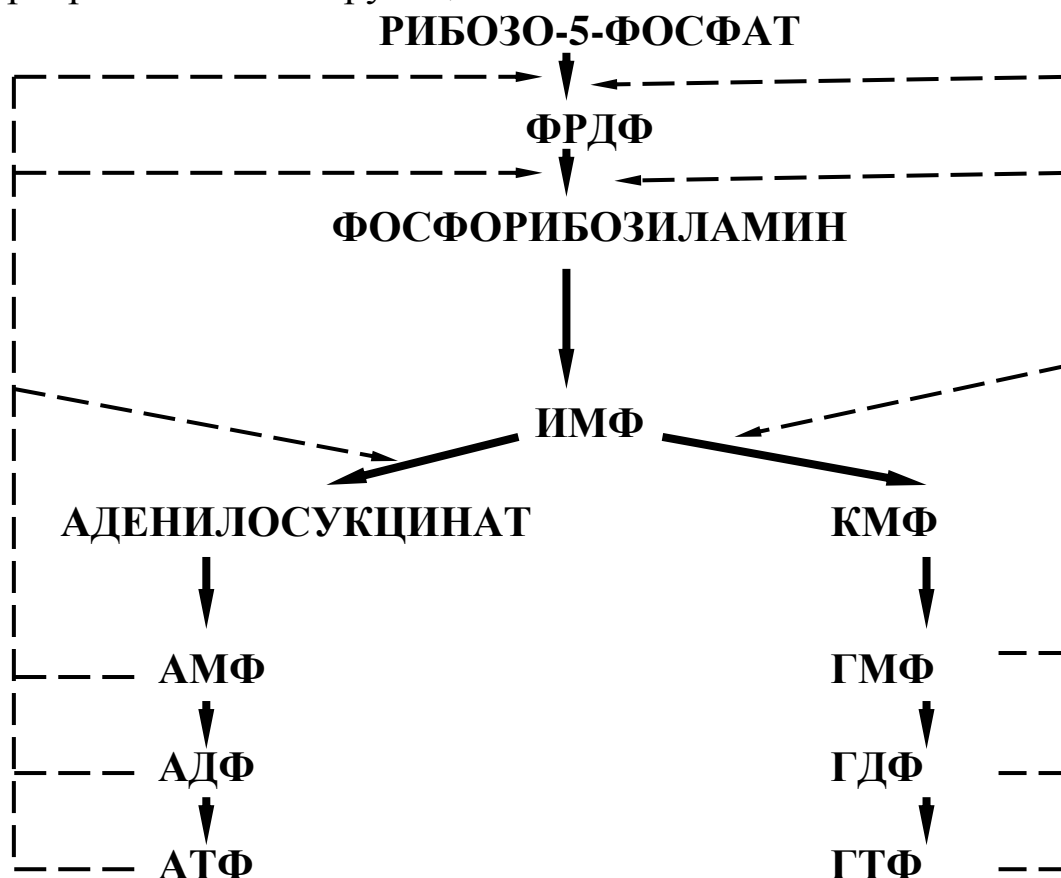 РИБОЗО-5-ФОСФАТ
ФРДФ
ФОСФОРИБОЗИЛАМИН
ИМФ
АДЕНИЛОСУКЦИНАТ КМФ
АМФ ГМФ
АДФ ГДФ
АТФ ГТФ